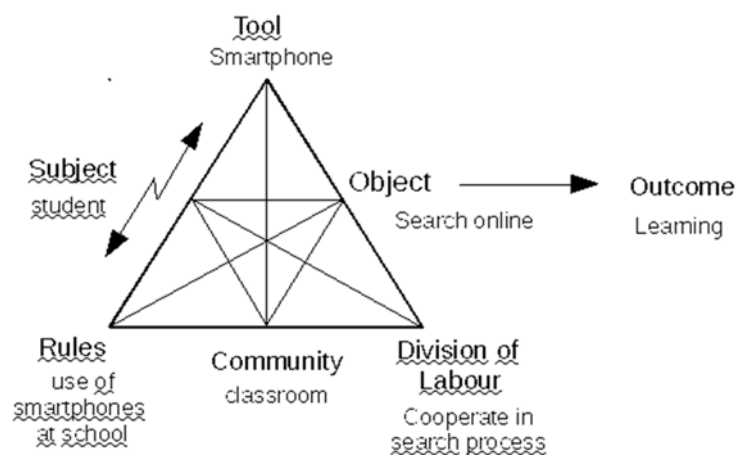 Tool
Smartphone
Subject
student
Object
Search online
Outcome
Learning
Rules
use of
smartphones
at school
Community
classroom
Division of
Labour
Cooperate in
search process